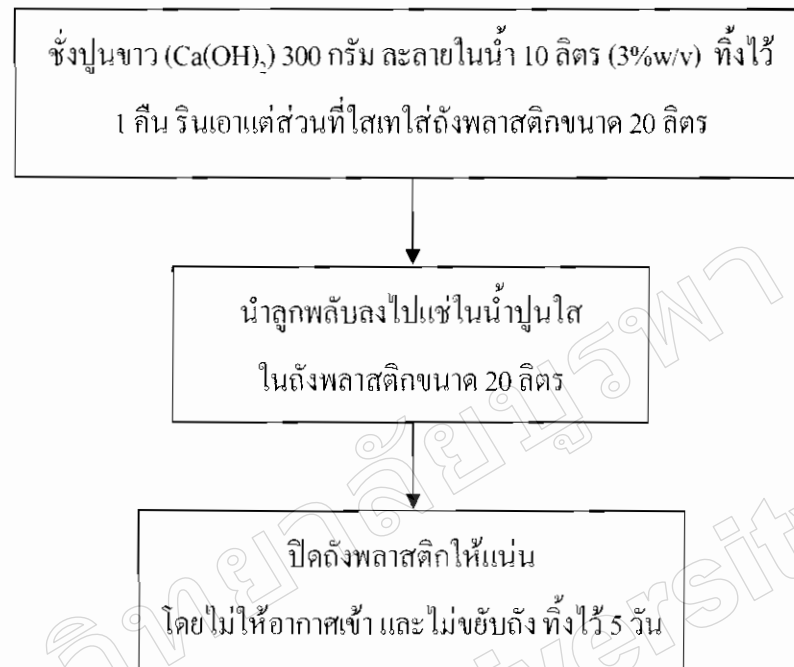 ชั่งปูนขาว (Ca(OH)₂) 300 กรัม ละลายในน้ำ 10 ลิตร (3%w/v) ทิ้งไว้
1 คืน รินเอาแต่ส่วนที่ใสเทใส่ถังพลาสติกขนาด 20 ลิตร
นำลูกพลับลงไปแช่ในน้ำปูนใส
ในถังพลาสติกขนาด 20 ลิตร
ปิดถังพลาสติกให้แน่น
โดยไม่ให้อากาศเข้า และไม่ขยับถัง ทิ้งไว้ 5 วัน